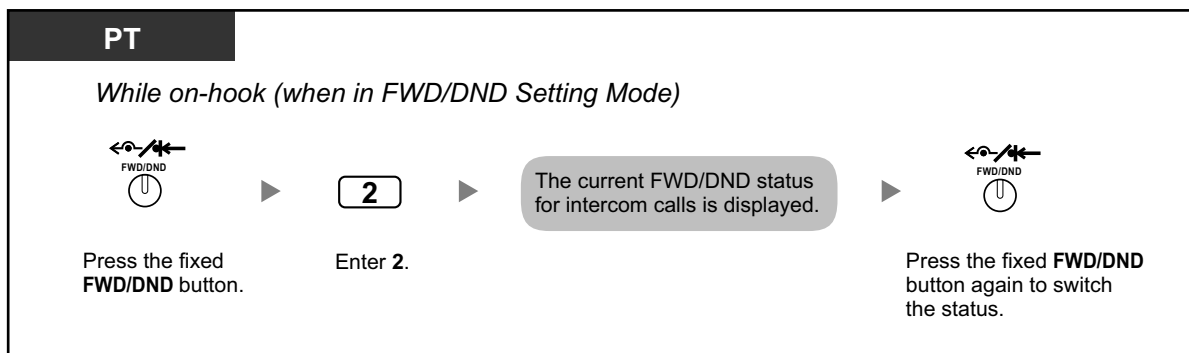 PT
While on-hook (when in FWD/DND Setting Mode)
FWD/DND
2
The current FWD/DND status
for intercom calls is displayed.
FWD/DND
Press the fixed
FWD/DND button.
Enter 2.
Press the fixed FWD/DND
button again to switch
the status.